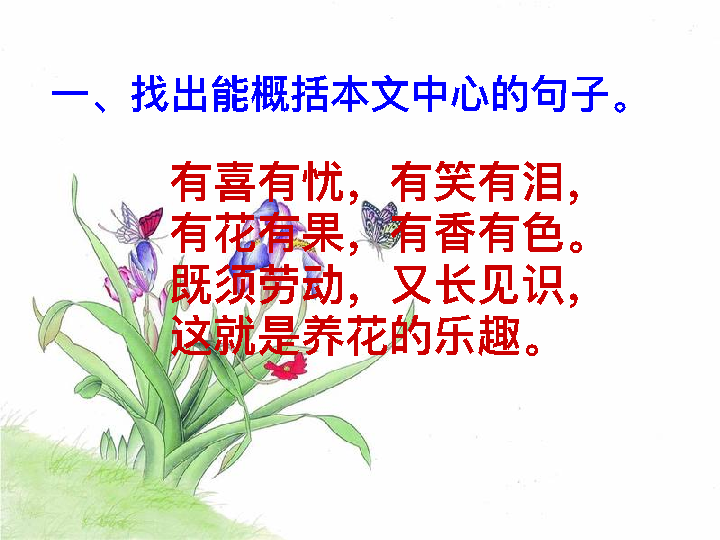 一、找出能概括本文中心的句子。
有喜有忧，有笑有泪，
有花有果，有香有色。
既须劳动，又长见识，
这就是养花的乐趣。